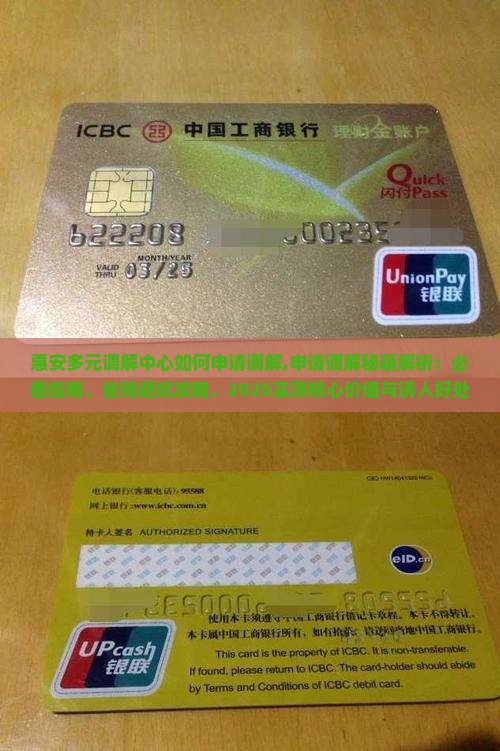 ICBC 中国工商银行 理财金账户
Quick
闪付Pass
622208
MONTH/YEAR
VALID
THRU 03/25
UnionPay
银联
惠安多元调解中心如何申请调解,申请调解秘籍解析：必
看指南，省钱避坑攻略，2025实测核心价值与诱人好处
电话银行(客服电话): 95588
网上银行:www.icbc.com.cn
持卡人签名 AUTHORIZED SIGNATURE
eID.cn
使用本卡须遵守中国工商银行借记卡章程。本卡不得转让。
本卡属中国工商银行所有，如有拾获，请送回当地中国工商银行。
This card is the property of ICBC. It is non-transferable.
If found, please return to ICBC. The card-holder should abide
by Terms and Conditions of ICBC debit card.
UPcash
银联